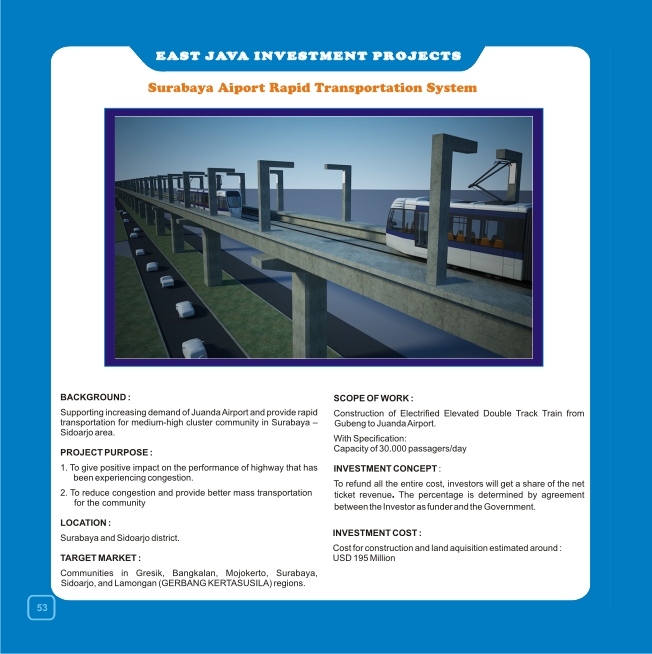 EAST JAVA INVESTMENT PROJECTS
Surabaya Aiport Rapid Transportation System
BACKGROUND :
Supporting increasing demand of Juanda Airport and provide rapid
transportation for medium-high cluster community in Surabaya –
Sidoarjo area.
PROJECT PURPOSE :
1. To give positive impact on the performance of highway that has
been experiencing congestion.
2. To reduce congestion and provide better mass transportation
for the community
LOCATION :
Surabaya and Sidoarjo district.
TARGET MARKET :
Communities in Gresik, Bangkalan, Mojokerto, Surabaya,
Sidoarjo, and Lamongan (GERBANG KERTASUSILA) regions.
SCOPE OF WORK :
Construction of Electrified Elevated Double Track Train from
Gubeng to Juanda Airport.
With Specification:
Capacity of 30.000 passagers/day
INVESTMENT CONCEPT :
To refund all the entire cost, investors will get a share of the net
ticket revenue. The percentage is determined by agreement
between the Investor as funder and the Government.
INVESTMENT COST :
Cost for construction and land aquisition estimated around :
USD 195 Million
53